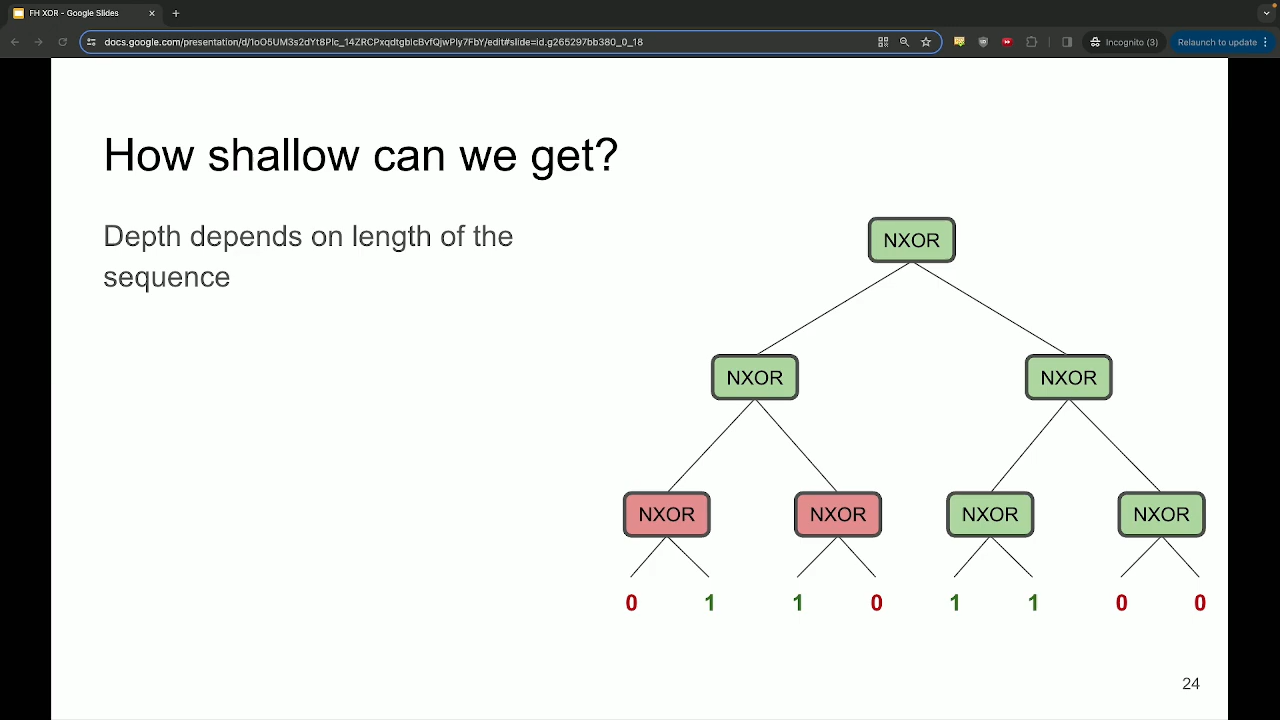 FH XOR - Google Slides
docs.google.com/presentation/d/1oO5UM3s2dYt8Plc_14ZRCPxqdtgblcBvfQjwPly7FbY/edit#slide=id.g265297bb380_0_18
Incognito (3)
Relaunch to update
How shallow can we get?
Depth depends on length of the
sequence
NXOR
NXOR NXOR
NXOR NXOR NXOR NXOR
0 1 1 0 1 1 0 0
24